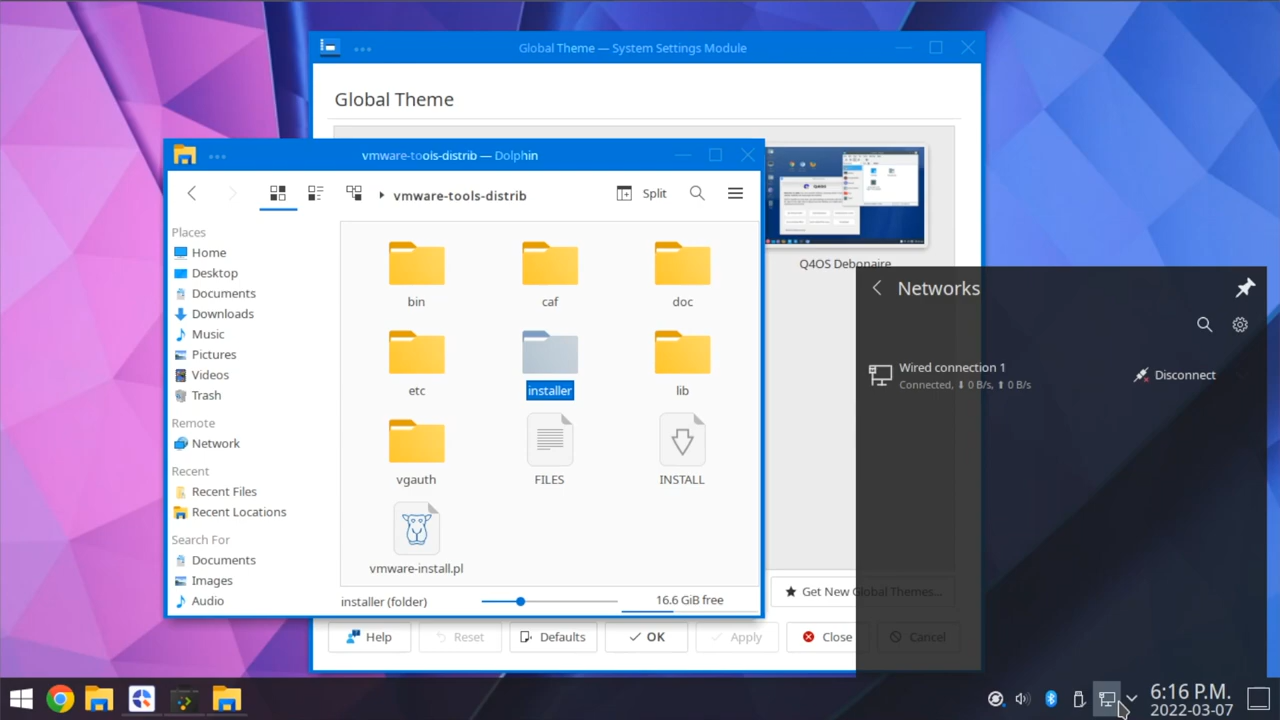 Global Theme — System Settings Module
Global Theme
vmware-tools-distrib — Dolphin
vmware-tools-distrib
Split
Places
Home
Desktop
Documents
Downloads
Music
Pictures
Videos
Trash
Remote
Network
Recent
Recent Files
Recent Locations
Search For
Documents
Images
Audio
bin
caf
doc
etc
installer
lib
vgauth
FILES
INSTALL
vmware-install.pl
installer (folder)
16.6 GiB free
Q4OS Debonaire
Get New Global Themes...
Help
Reset
Defaults
OK
Apply
Close
Cancel
Networks
Wired connection 1
Connected, ⬇ 0 B/s, ⬆ 0 B/s
Disconnect
6:16 P.M.
2022-03-07